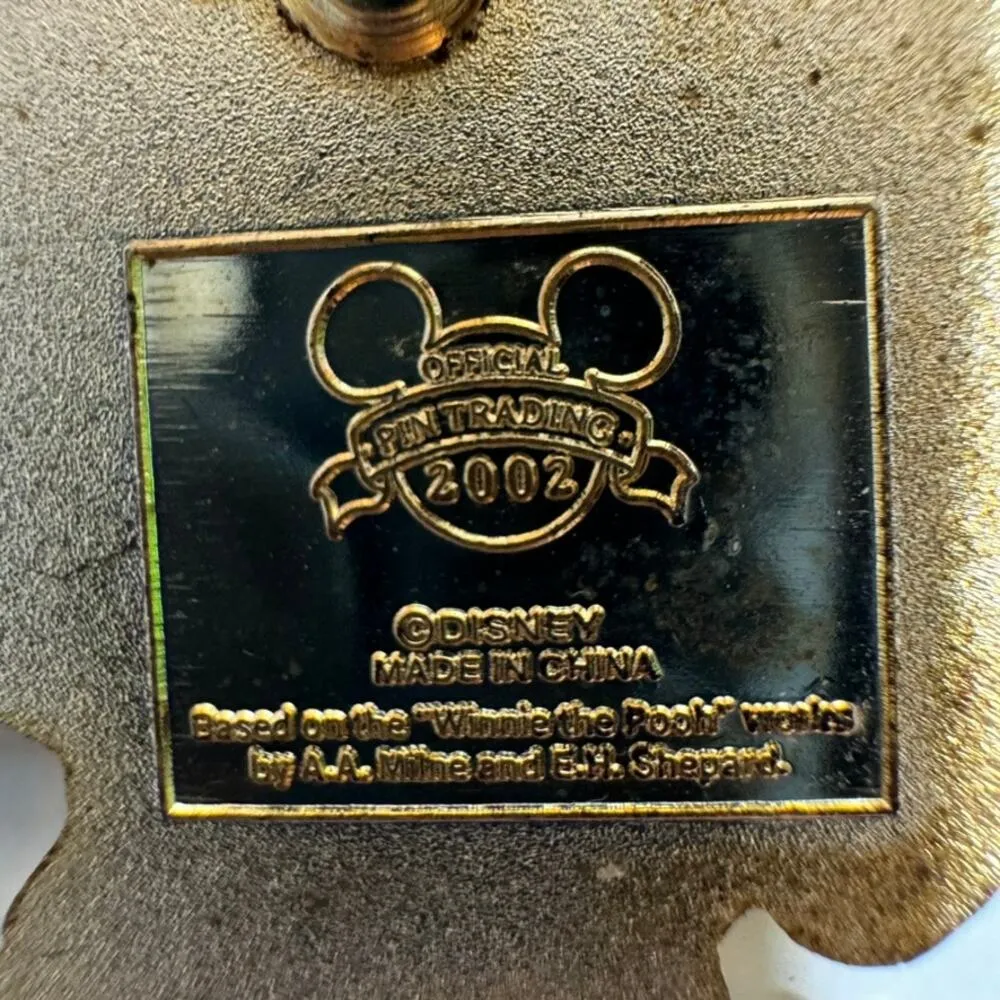 OFFICIAL
·PIN TRADING·
2002
©DISNEY
MADE IN CHINA
Based on the "Winnie the Pooh" works
by A.A. Milne and E.H. Shepard.